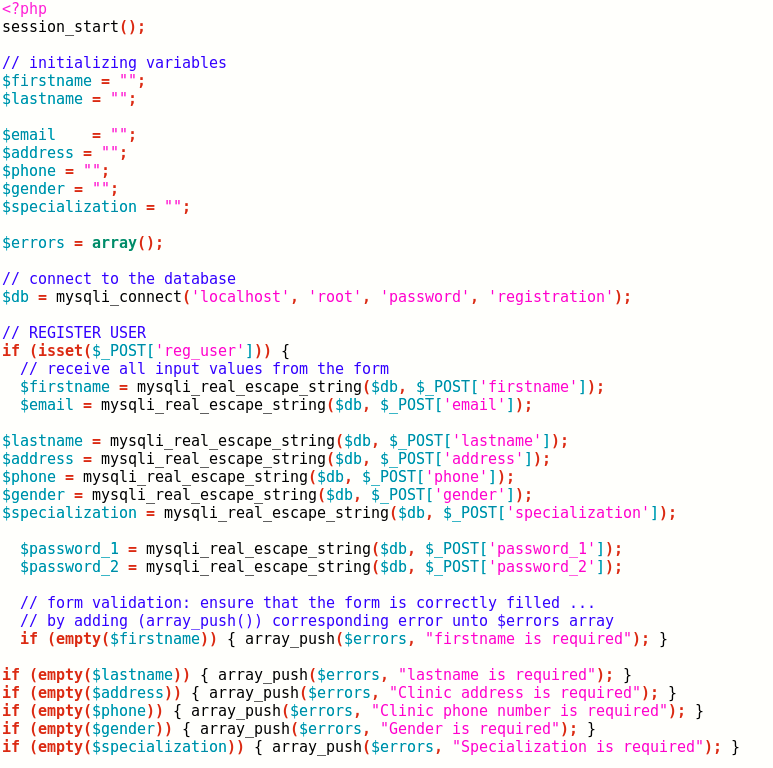 <?php
session_start();

// initializing variables
$firstname = "";
$lastname = "";

$email    = "";
$address = "";
$phone = "";
$gender = "";
$specialization = "";

$errors = array();

// connect to the database
$db = mysqli_connect('localhost', 'root', 'password', 'registration');

// REGISTER USER
if (isset($_POST['reg_user'])) {
  // receive all input values from the form
  $firstname = mysqli_real_escape_string($db, $_POST['firstname']);
  $email = mysqli_real_escape_string($db, $_POST['email']);

$lastname = mysqli_real_escape_string($db, $_POST['lastname']);
$address = mysqli_real_escape_string($db, $_POST['address']);
$phone = mysqli_real_escape_string($db, $_POST['phone']);
$gender = mysqli_real_escape_string($db, $_POST['gender']);
$specialization = mysqli_real_escape_string($db, $_POST['specialization']);

  $password_1 = mysqli_real_escape_string($db, $_POST['password_1']);
  $password_2 = mysqli_real_escape_string($db, $_POST['password_2']);

  // form validation: ensure that the form is correctly filled ...
  // by adding (array_push()) corresponding error unto $errors array
  if (empty($firstname)) { array_push($errors, "firstname is required"); }

if (empty($lastname)) { array_push($errors, "lastname is required"); }
if (empty($address)) { array_push($errors, "Clinic address is required"); }
if (empty($phone)) { array_push($errors, "Clinic phone number is required"); }
if (empty($gender)) { array_push($errors, "Gender is required"); }
if (empty($specialization)) { array_push($errors, "Specialization is required"); }